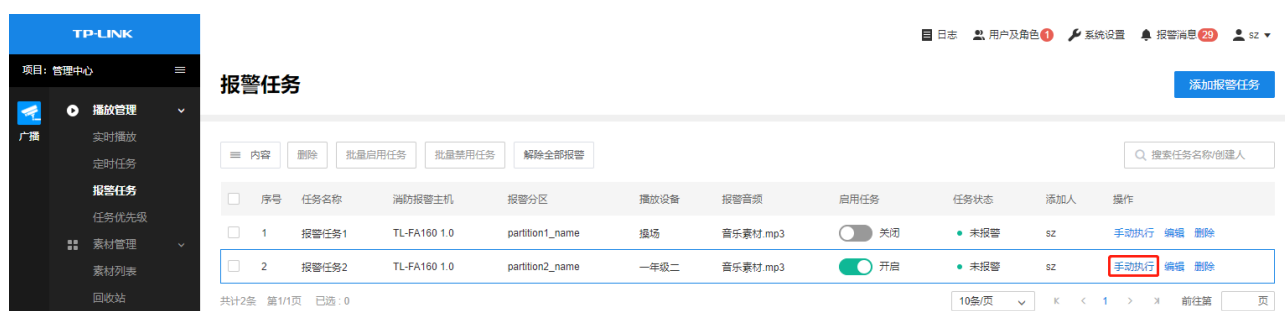 TP-LINK
日志 用户及角色 1 系统设置 报警消息 29 sz
项目：管理中心
报警任务
添加报警任务
广播
播放管理
实时播放
定时任务
报警任务
任务优先级
素材管理
素材列表
回收站
内容 删除 批量启用任务 批量禁用任务 解除全部报警
搜索任务名称/创建人
序号 任务名称 消防报警主机 报警分区 播放设备 报警音频 启用任务 任务状态 添加人 操作
1 报警任务1 TL-FA160 1.0 partition1_name 操场 音乐素材.mp3 关闭 未报警 sz 手动执行 编辑 删除
2 报警任务2 TL-FA160 1.0 partition2_name 一年级二 音乐素材.mp3 开启 未报警 sz 手动执行 编辑 删除
共计2条 第1/1页 已选：0
10条/页 1 前往第 页